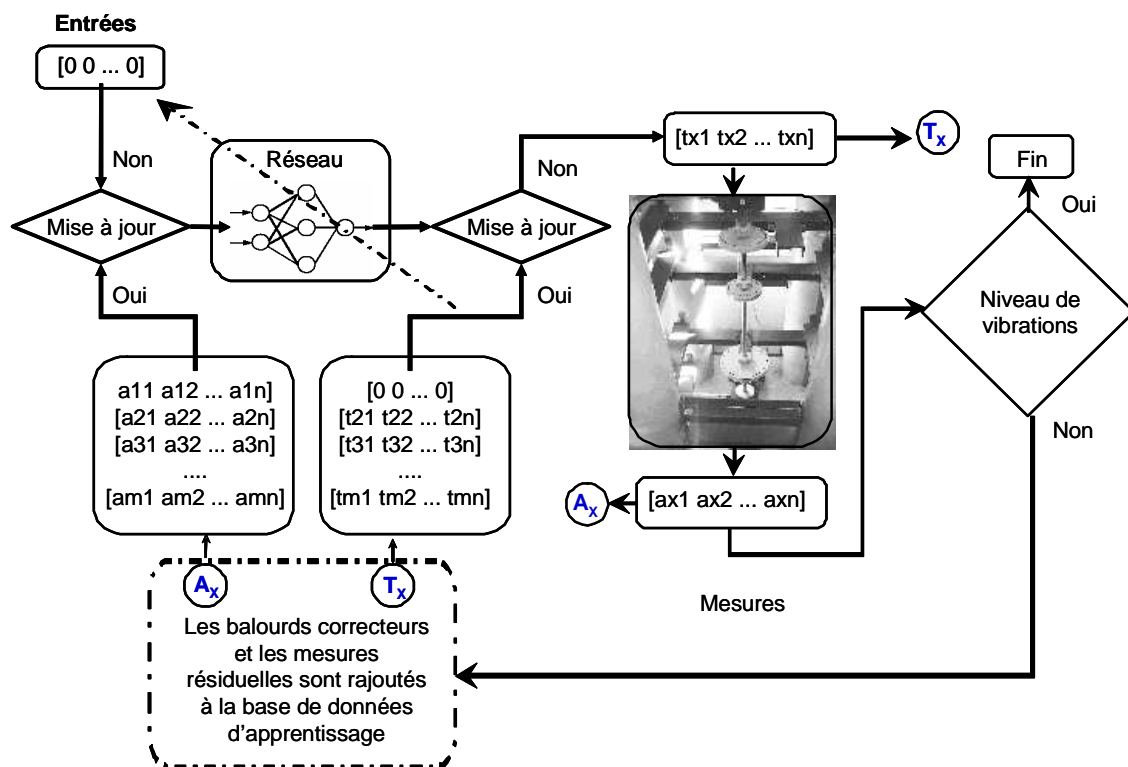 Entrées
[0 0 ... 0]
Non
Mise à jour
Oui
Réseau
Non
Mise à jour
Oui
[tx1 tx2 ... txn]
Tx
Fin
Oui
Niveau de
vibrations
Non
a11 a12 ... a1n]
[a21 a22 ... a2n]
[a31 a32 ... a3n]
....
[am1 am2 ... amn]
[0 0 ... 0]
[t21 t22 ... t2n]
[t31 t32 ... t3n]
....
[tm1 tm2 ... tmn]
Ax
[ax1 ax2 ... axn]
Mesures
Ax
Tx
Les balourds correcteurs
et les mesures
résiduelles sont rajoutés
à la base de données
d'apprentissage